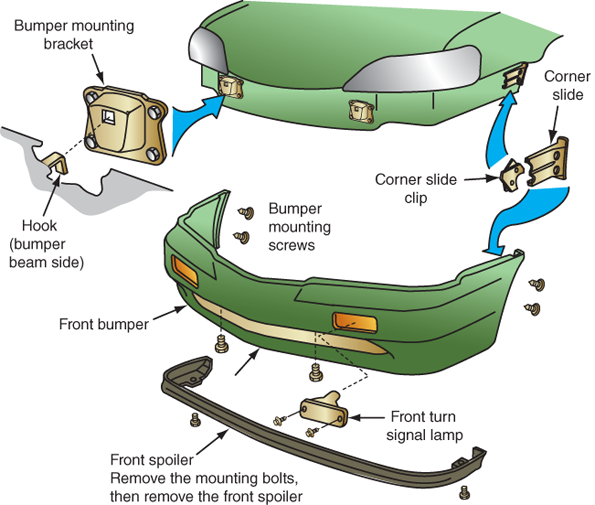 Bumper mounting
bracket
Corner
slide
Corner slide
clip
Hook
(bumper
beam side)
Bumper
mounting
screws
Front bumper
Front turn
signal lamp
Front spoiler
Remove the mounting bolts,
then remove the front spoiler